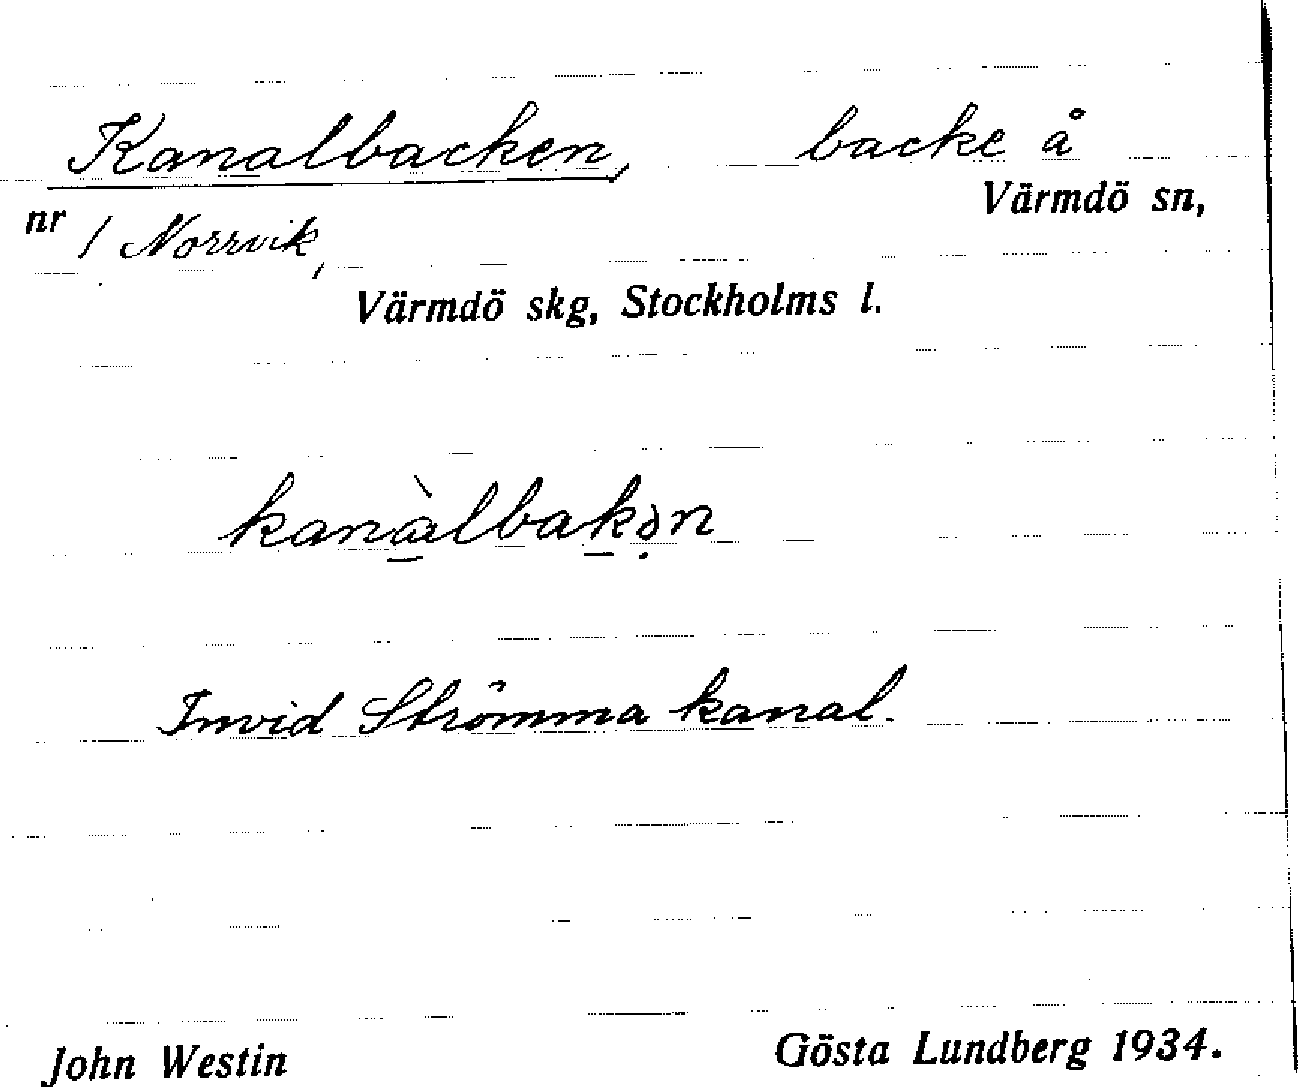 Kanalbacken, backe å
Värmdö sn,
nr 1 Norrvik,
Värmdö skg, Stockholms l.
kanàlbakən
Invid Strömma kanal.
John Westin Gösta Lundberg 1934.